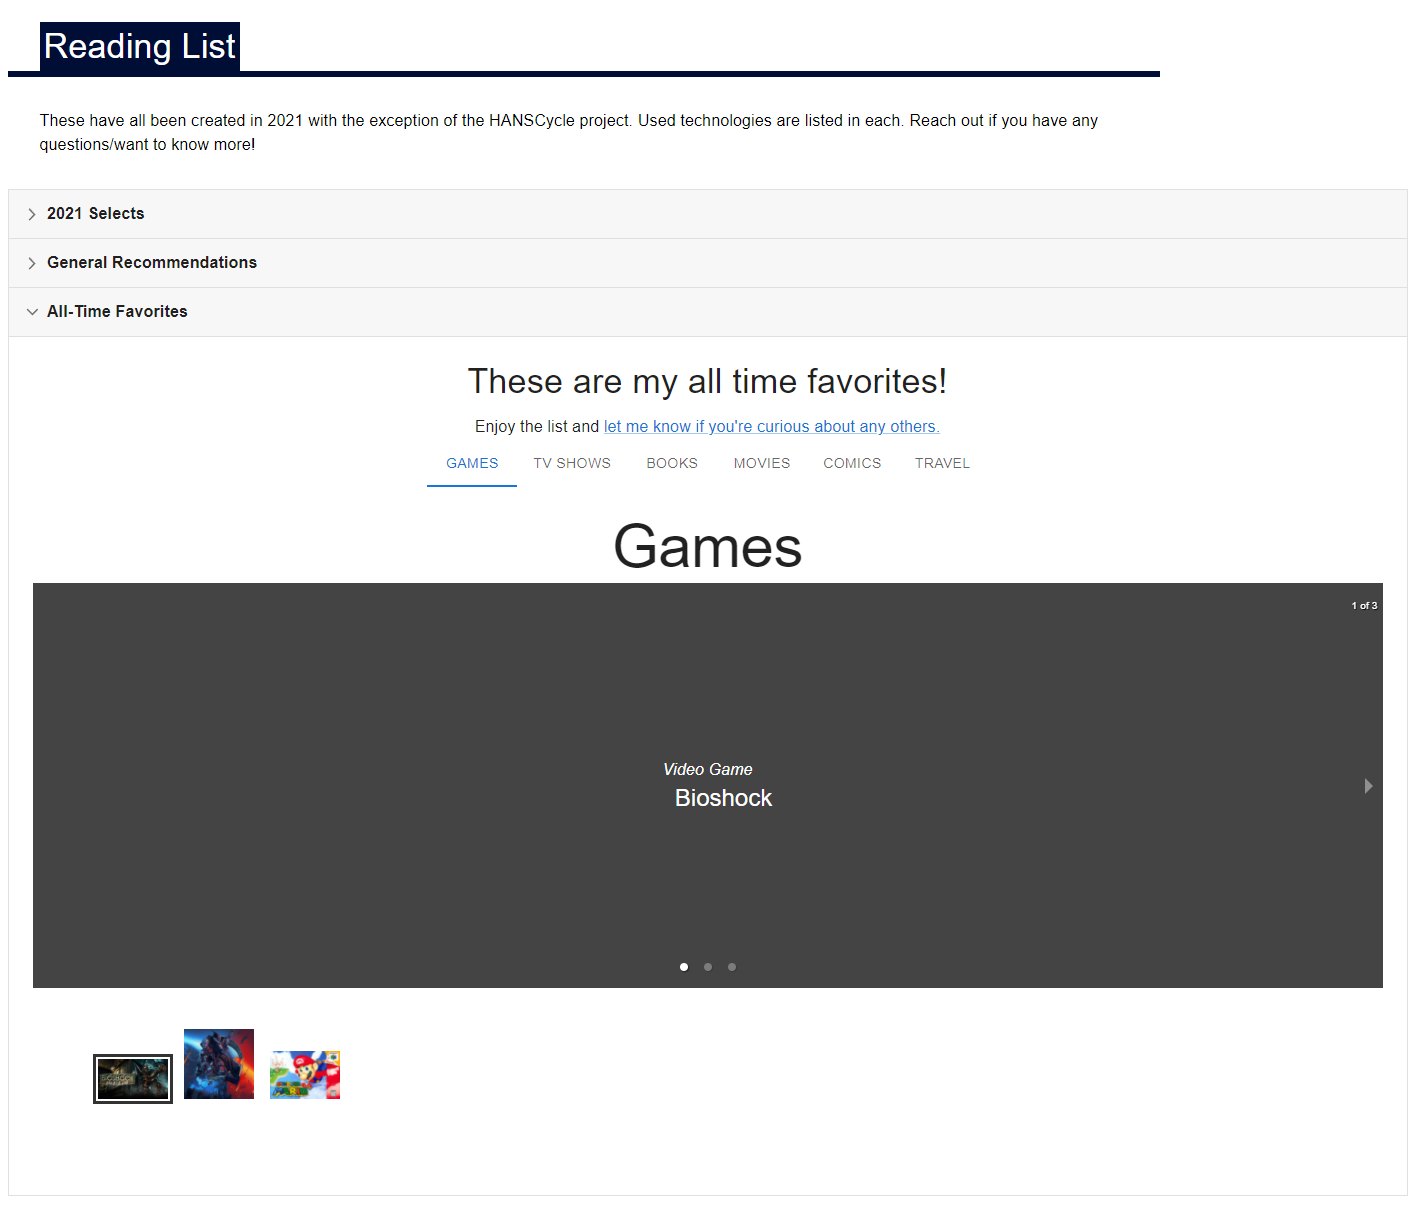 Reading List
These have all been created in 2021 with the exception of the HANSCycle project. Used technologies are listed in each. Reach out if you have any
questions/want to know more!
2021 Selects
General Recommendations
All-Time Favorites
These are my all time favorites!
Enjoy the list and let me know if you're curious about any others.
GAMES TV SHOWS BOOKS MOVIES COMICS TRAVEL
Games
1 of 3
Video Game
Bioshock